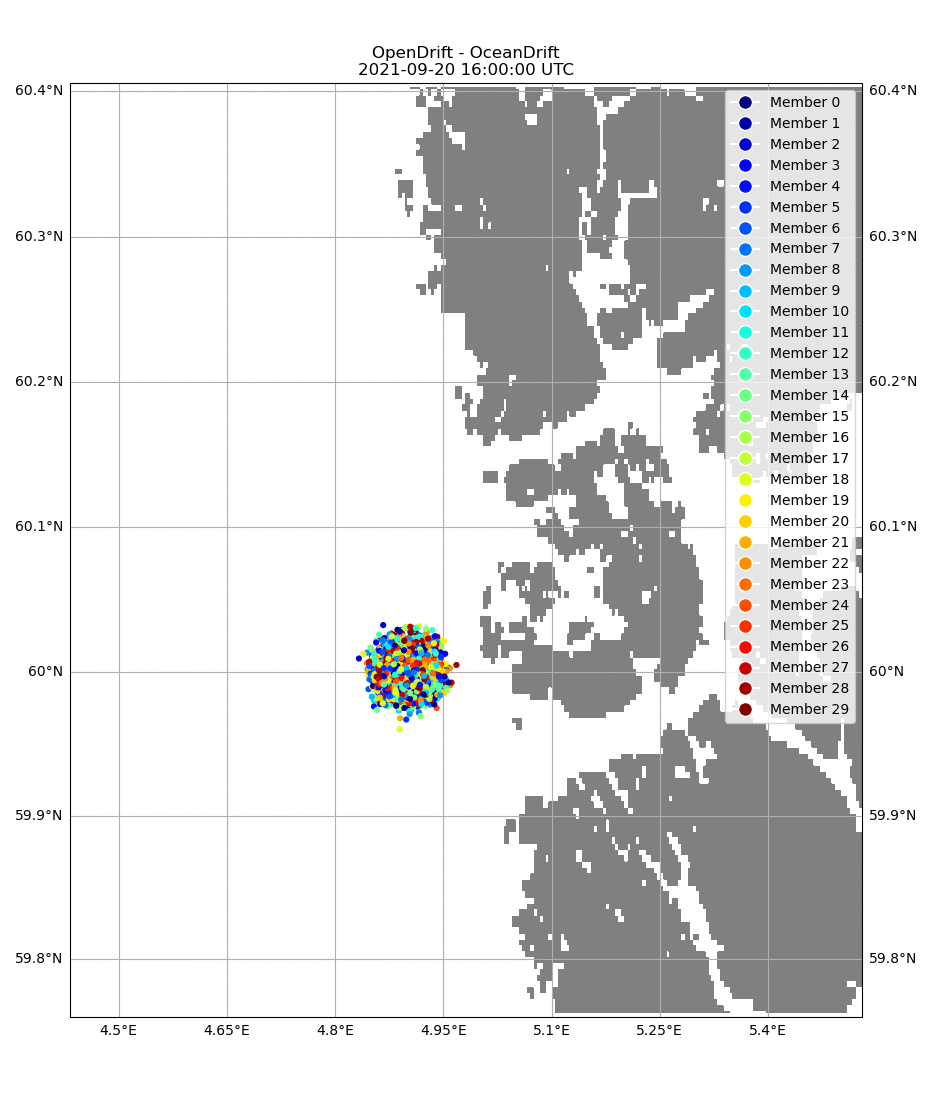 OpenDrift - OceanDrift
2021-09-20 16:00:00 UTC
60.4°N
60.4°N
60.3°N
60.3°N
60.2°N
60.2°N
60.1°N
60.1°N
60°N
60°N
59.9°N
59.9°N
59.8°N
59.8°N
Member 0
Member 1
Member 2
Member 3
Member 4
Member 5
Member 6
Member 7
Member 8
Member 9
Member 10
Member 11
Member 12
Member 13
Member 14
Member 15
Member 16
Member 17
Member 18
Member 19
Member 20
Member 21
Member 22
Member 23
Member 24
Member 25
Member 26
Member 27
Member 28
Member 29
4.5°E 4.65°E 4.8°E 4.95°E 5.1°E 5.25°E 5.4°E